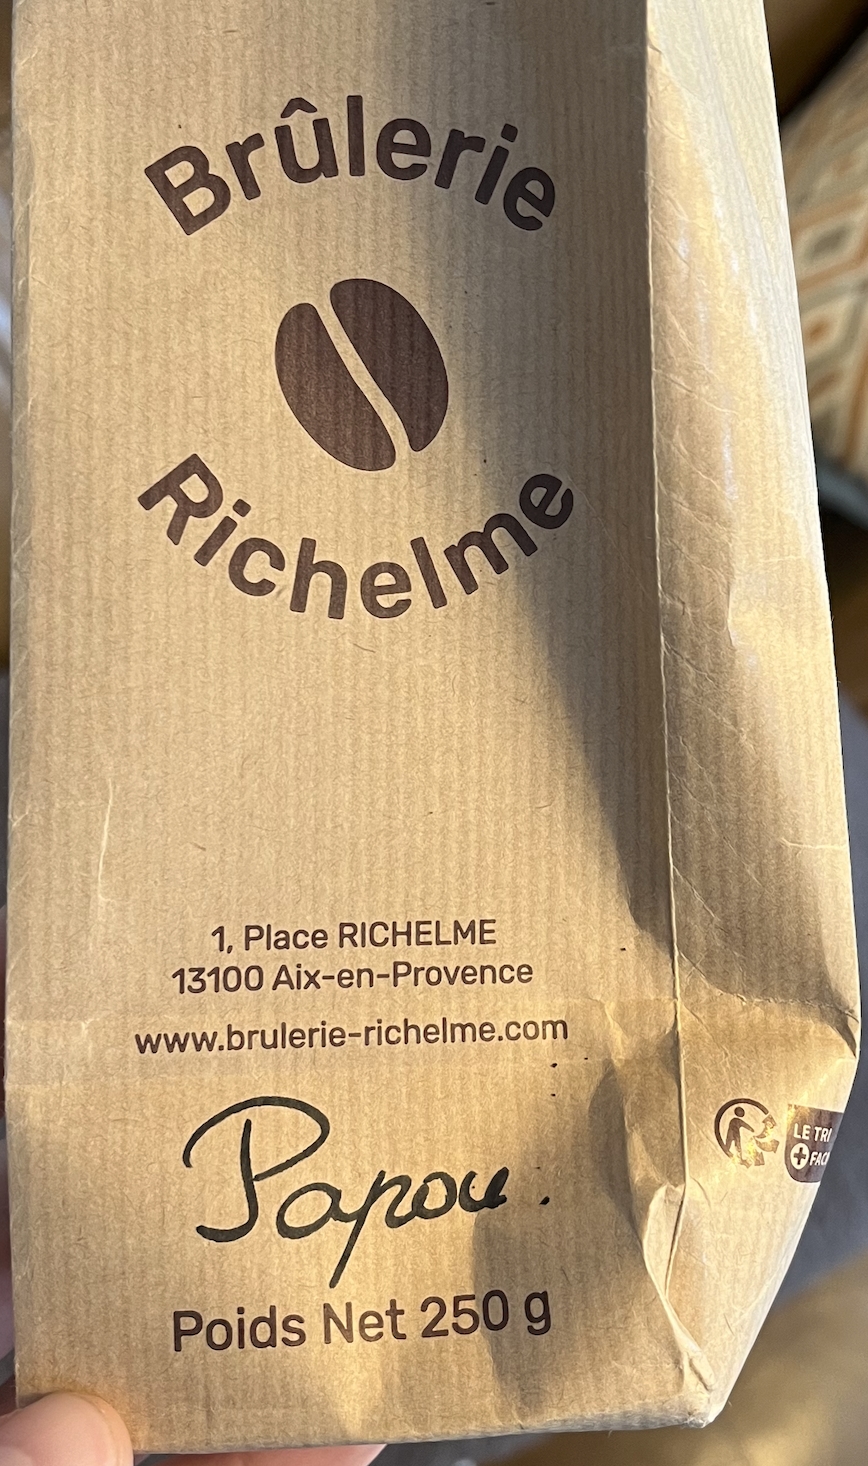 Brûlerie
Richelme
1, Place RICHELME
13100 Aix-en-Provence
www.brulerie-richelme.com
Papou.
Poids Net 250 g
LE TRI